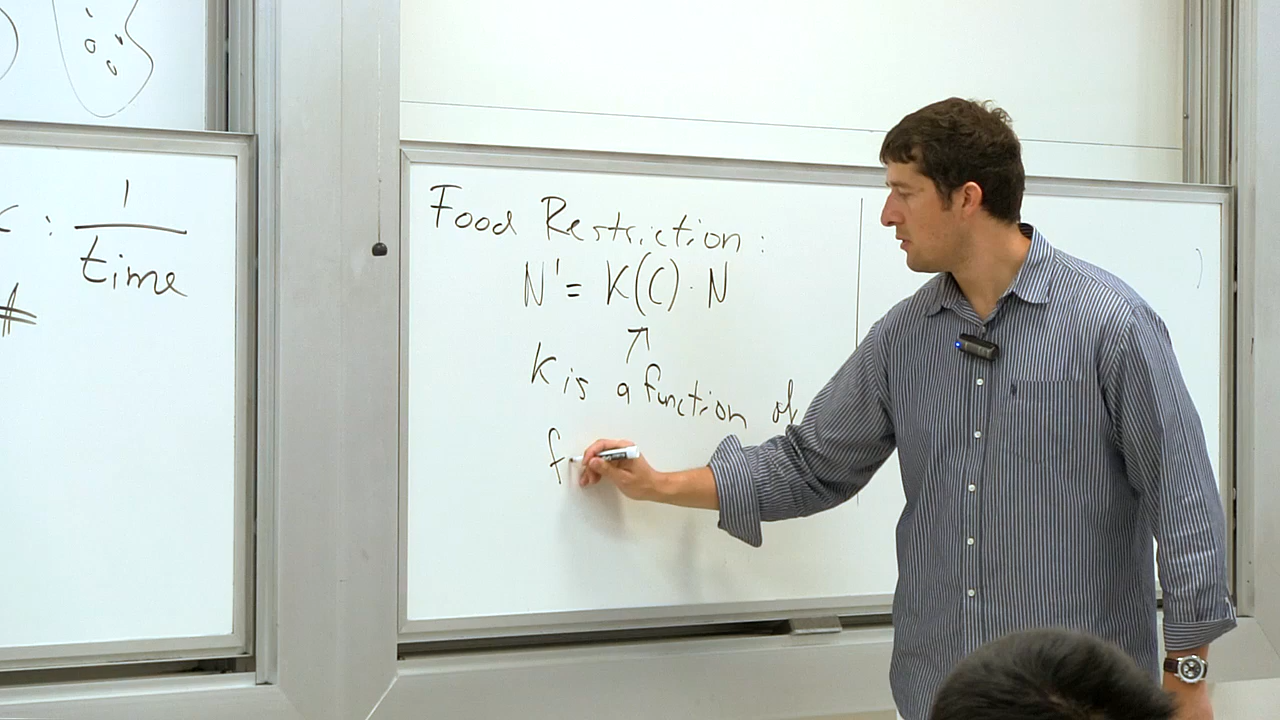 : 1/time
#
Food Restriction:
N' = K(C) · N
↗
K is a function of
f